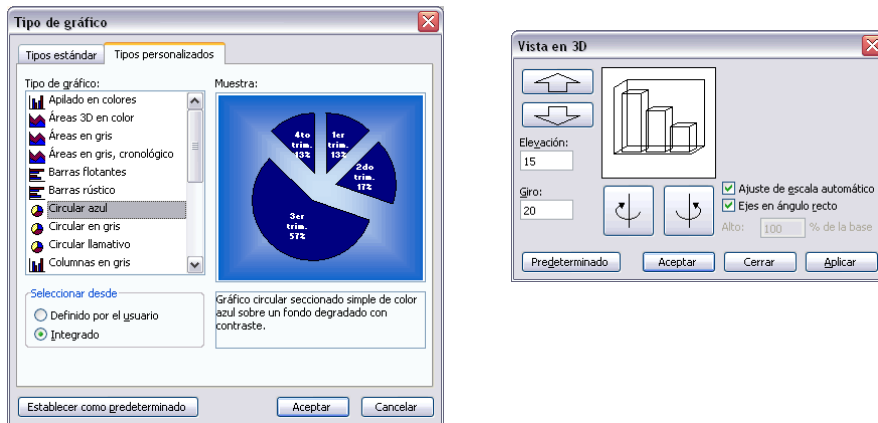 Tipo de gráfico
Tipos estándar
Tipos personalizados
Tipo de gráfico:
Apilado en colores
Áreas 3D en color
Áreas en gris
Áreas en gris, cronológico
Barras flotantes
Barras rústico
Circular azul
Circular en gris
Circular llamativo
Columnas en gris
Muestra:
4to
trim.
13%
1er
trim.
13%
2do
trim.
17%
3er
trim.
57%
Seleccionar desde
Definido por el usuario
Integrado
Gráfico circular seccionado simple de color
azul sobre un fondo degradado con
contraste.
Establecer como predeterminado
Aceptar
Cancelar
Vista en 3D
Elevación:
15
Giro:
20
Ajuste de escala automático
Ejes en ángulo recto
Alto:
100
% de la base
Predeterminado
Aceptar
Cerrar
Aplicar